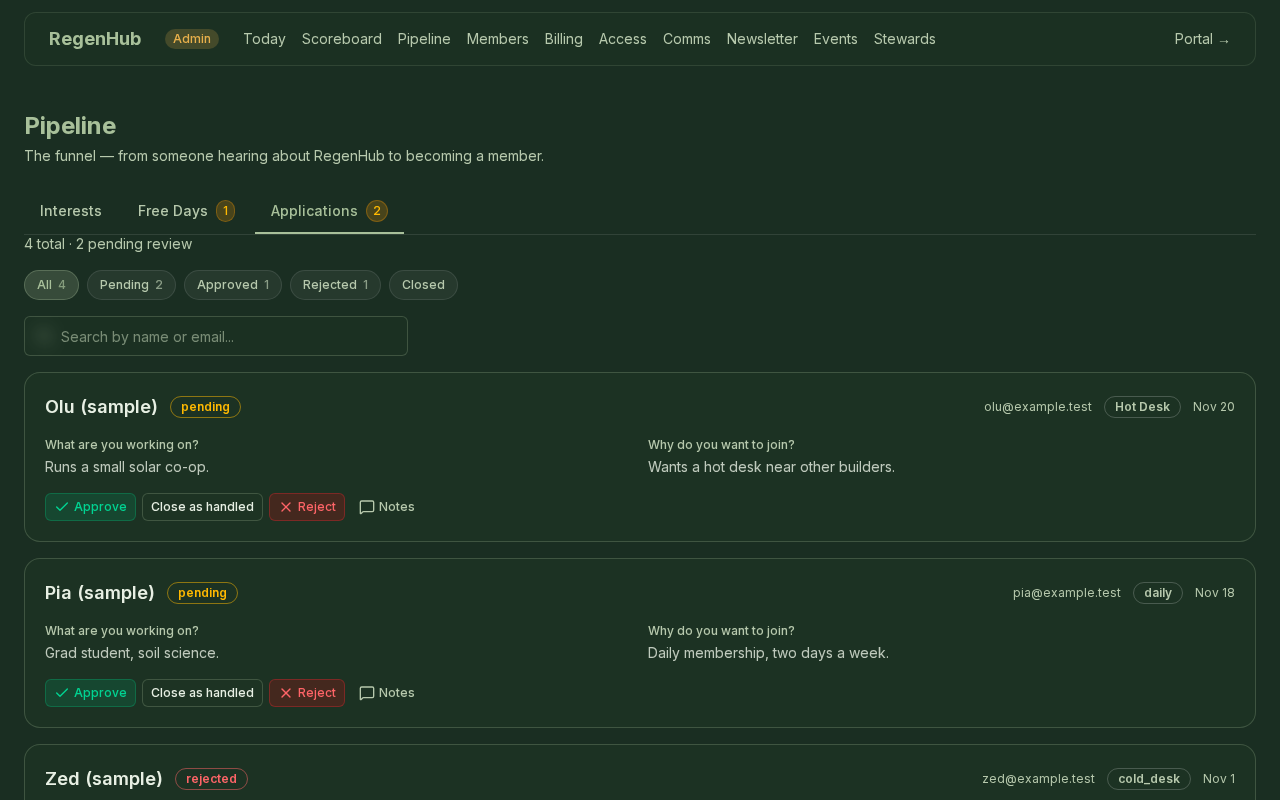 RegenHub Admin Today Scoreboard Pipeline Members Billing Access Comms Newsletter Events Stewards Portal →
Pipeline
The funnel — from someone hearing about RegenHub to becoming a member.
Interests Free Days 1 Applications 2
4 total · 2 pending review
All 4 Pending 2 Approved 1 Rejected 1 Closed
Search by name or email...
Olu (sample) pending olu@example.test Hot Desk Nov 20
What are you working on? Why do you want to join?
Runs a small solar co-op. Wants a hot desk near other builders.
Approve Close as handled Reject Notes
Pia (sample) pending pia@example.test daily Nov 18
What are you working on? Why do you want to join?
Grad student, soil science. Daily membership, two days a week.
Approve Close as handled Reject Notes
Zed (sample) rejected zed@example.test cold_desk Nov 1